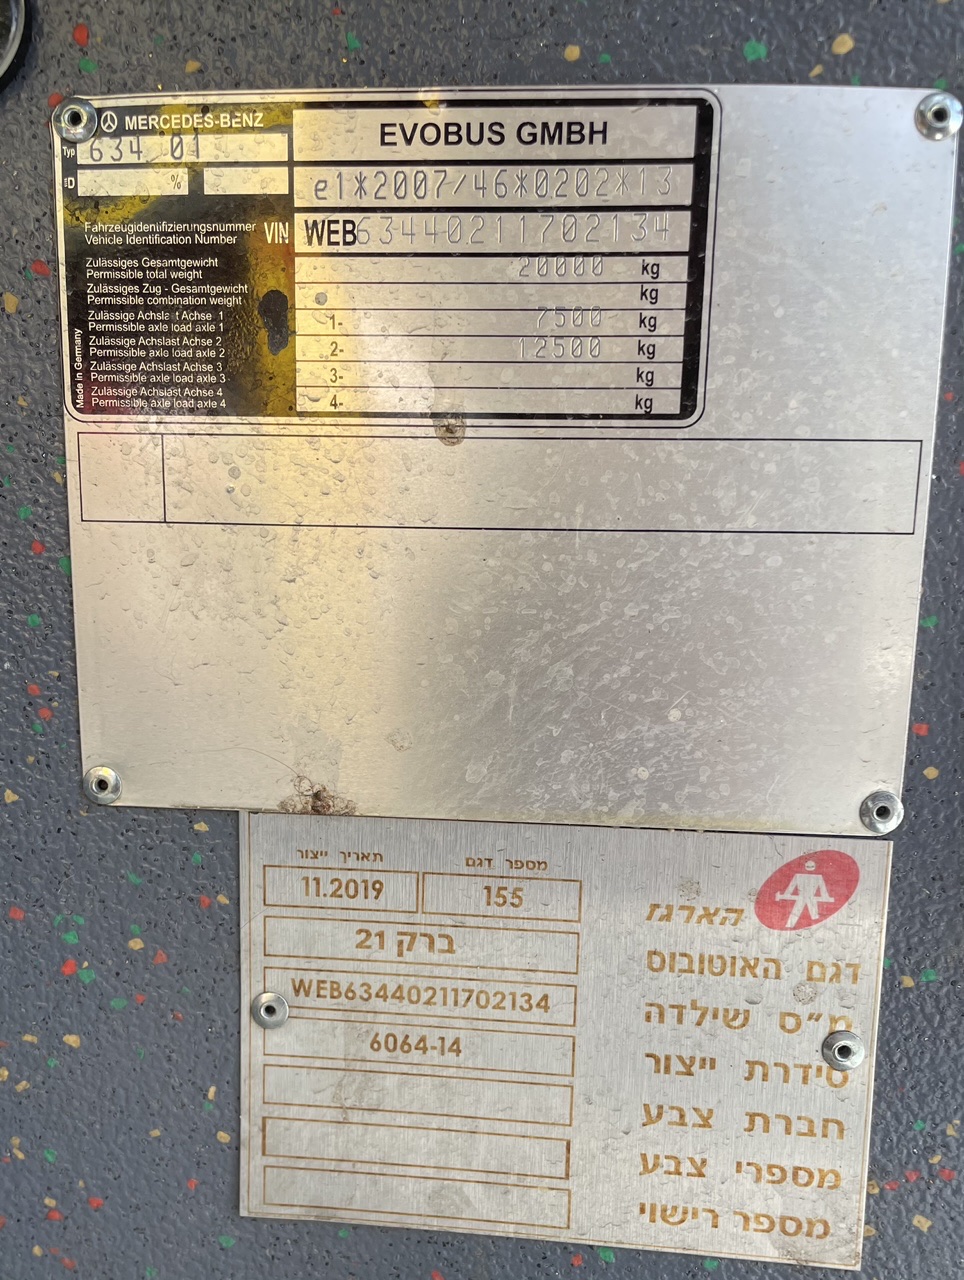 MERCEDES-BENZ
EVOBUS GMBH
Typ 634 01
e1*2007/46*0202*13
D %
Fahrzeugidentifizierungsnummer
Vehicle Identification Number VIN WEB63440211702134
Zulässiges Gesamtgewicht
Permissible total weight 20000 kg
Zulässiges Zug - Gesamtgewicht
Permissible combination weight kg
Zulässige Achslast Achse 1
Permissible axle load axle 1 1- 7500 kg
Zulässige Achslast Achse 2
Permissible axle load axle 2 2- 12500 kg
Zulässige Achslast Achse 3
Permissible axle load axle 3 3- kg
Zulässige Achslast Achse 4
Permissible axle load axle 4 4- kg
Made in Germany
מספר דגם תאריך ייצור
155 11.2019
הארגז
דגם האוטובוס ברק 21
מ"ס שילדה WEB63440211702134
סידרת ייצור 6064-14
חברת צבע
מספרי צבע
מספר רישוי